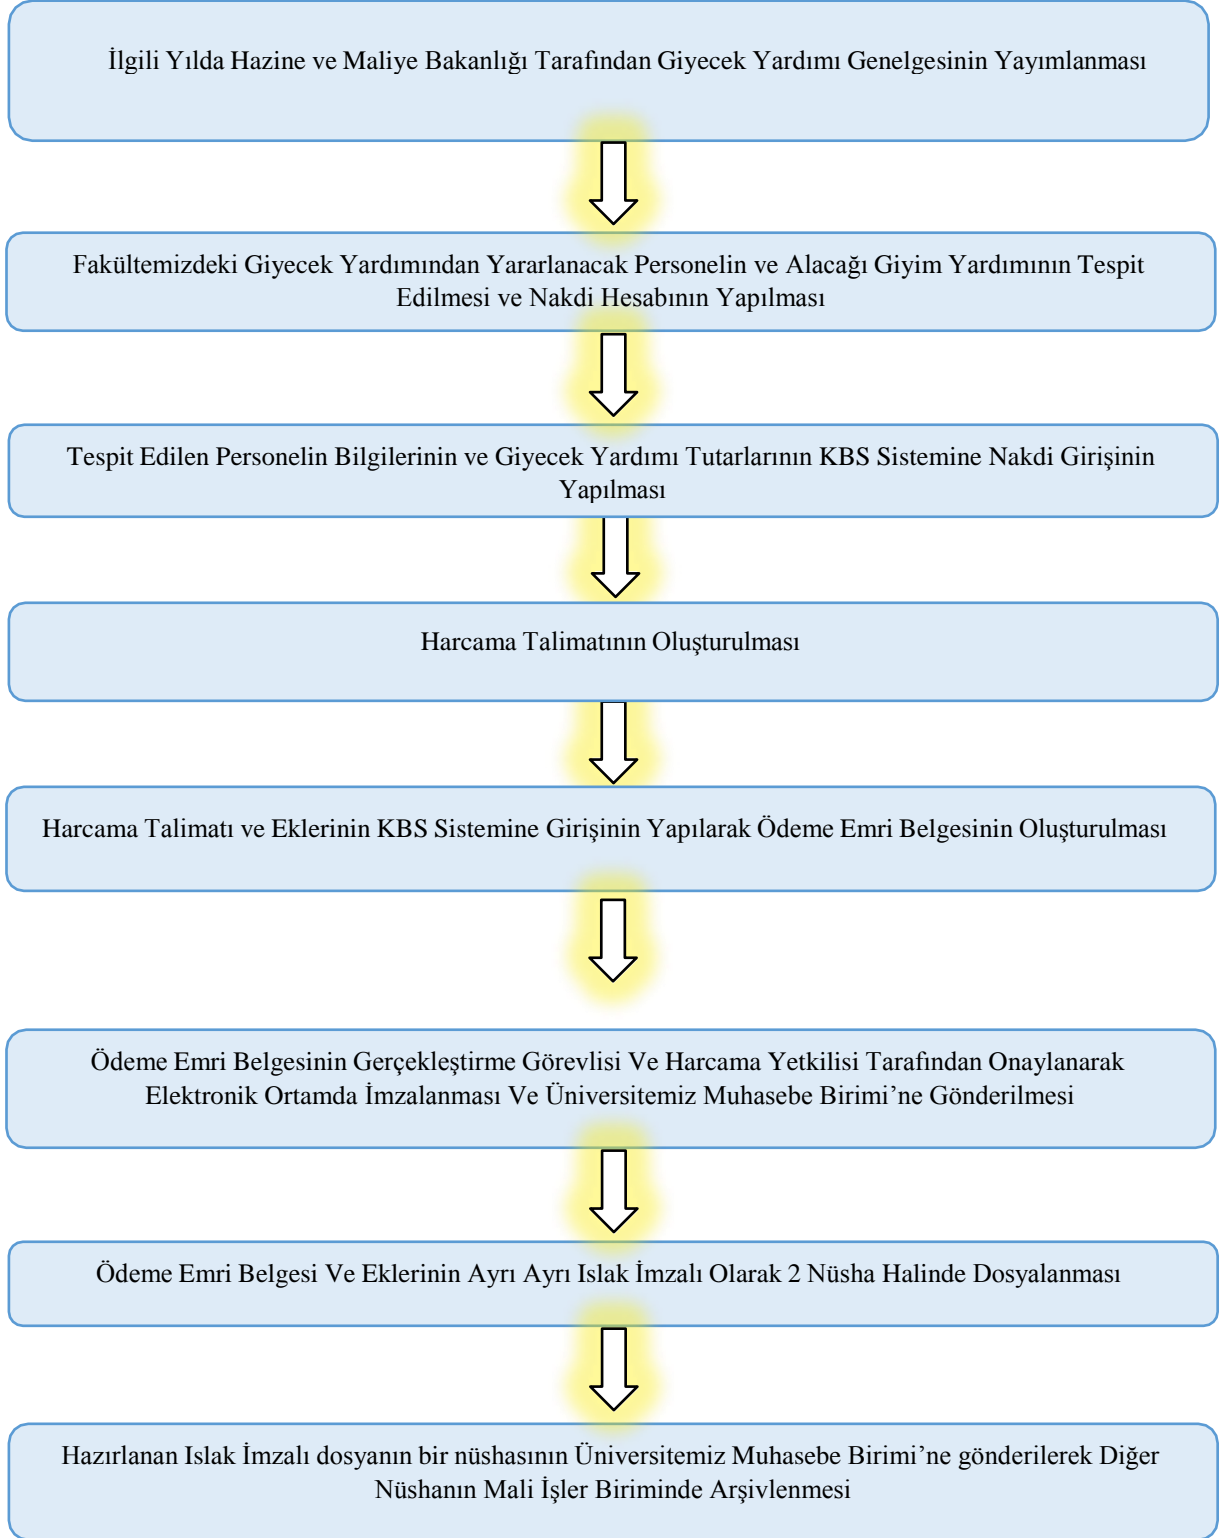 İlgili Yılda Hazine ve Maliye Bakanlığı Tarafından Giyecek Yardımı Genelgesinin Yayımlanması
Fakültemizdeki Giyecek Yardımından Yararlanacak Personelin ve Alacağı Giyim Yardımının Tespit
Edilmesi ve Nakdi Hesabının Yapılması
Tespit Edilen Personelin Bilgilerinin ve Giyecek Yardımı Tutarlarının KBS Sistemine Nakdi Girişinin
Yapılması
Harcama Talimatının Oluşturulması
Harcama Talimatı ve Eklerinin KBS Sistemine Girişinin Yapılarak Ödeme Emri Belgesinin Oluşturulması
Ödeme Emri Belgesinin Gerçekleştirme Görevlisi Ve Harcama Yetkilisi Tarafından Onaylanarak
Elektronik Ortamda İmzalanması Ve Üniversitemiz Muhasebe Birimi’ne Gönderilmesi
Ödeme Emri Belgesi Ve Eklerinin Ayrı Ayrı Islak İmzalı Olarak 2 Nüsha Halinde Dosyalanması
Hazırlanan Islak İmzalı dosyanın bir nüshasının Üniversitemiz Muhasebe Birimi’ne gönderilerek Diğer
Nüshanın Mali İşler Biriminde Arşivlenmesi